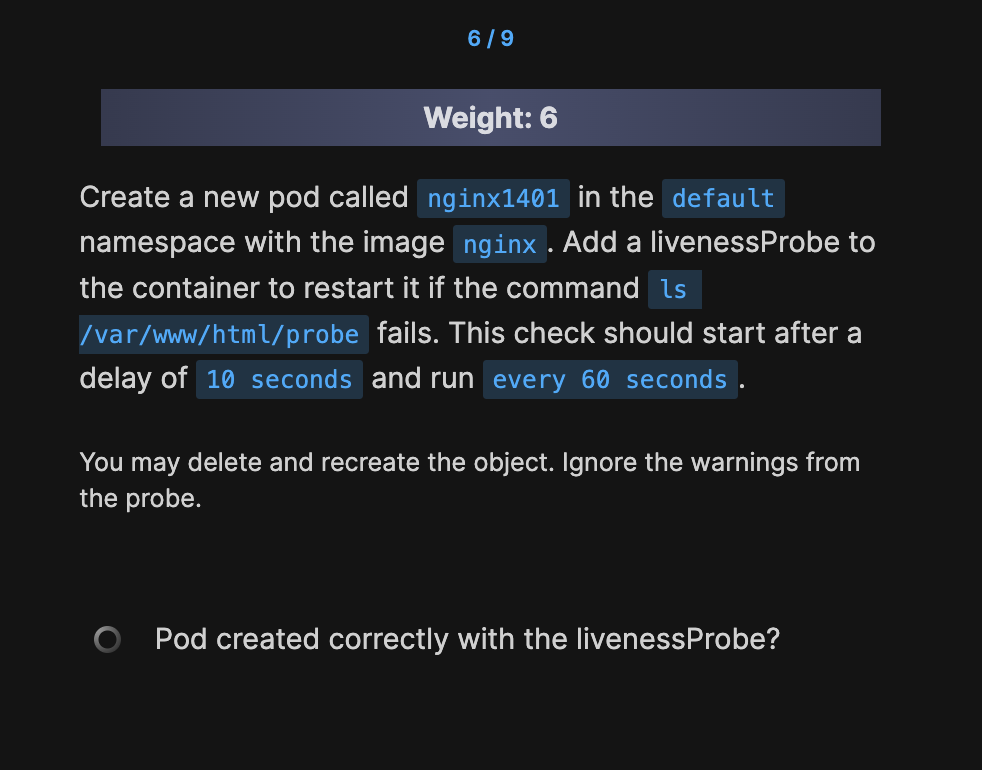 6 / 9
Weight: 6
Create a new pod called nginx1401 in the default
namespace with the image nginx. Add a livenessProbe to
the container to restart it if the command ls
/var/www/html/probe fails. This check should start after a
delay of 10 seconds and run every 60 seconds.
You may delete and recreate the object. Ignore the warnings from
the probe.
Pod created correctly with the livenessProbe?